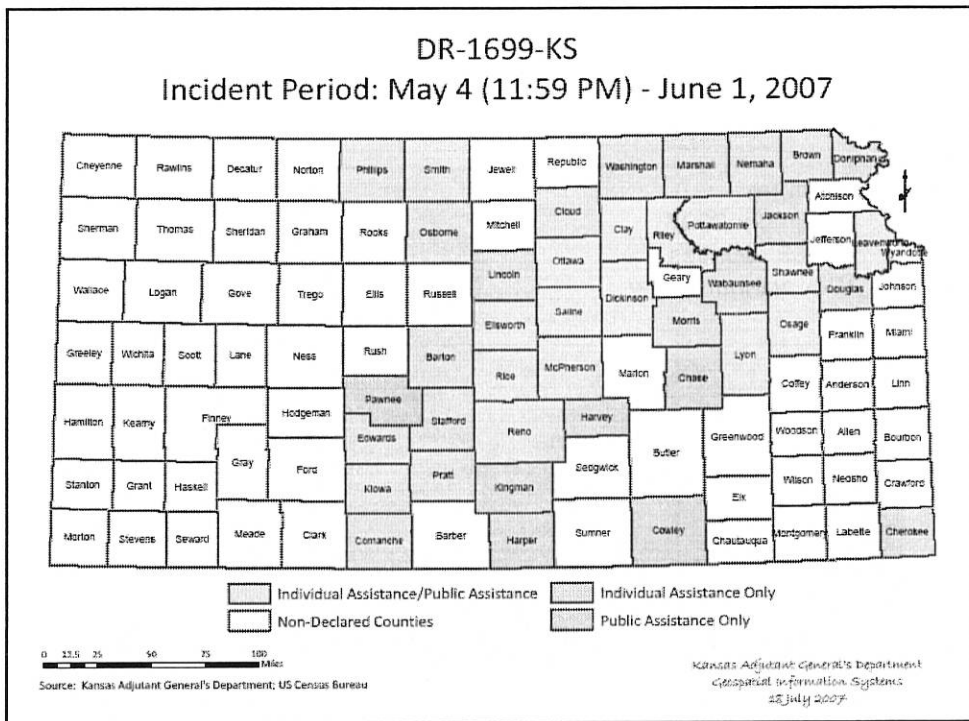 DR-1699-KS
Incident Period: May 4 (11:59 PM) - June 1, 2007
Cheyenne Rawlins Decatur Norton Phillips Smith Jewell Republic Washington Marshall Nemaha Brown Doniphan
Atchison
Sherman Thomas Sheridan Graham Rooks Osborne Mitchell Cloud Clay Riley Pottawatomie Jackson Jefferson Leavenworth Wyandotte
Wallace Logan Gove Trego Ellis Russell Lincoln Ottawa Dickinson Geary Wabaunsee Shawnee Douglas Johnson
Ellsworth Saline Morris Osage Franklin Miami
Greeley Wichita Scott Lane Ness Rush Barton Rice McPherson Marion Chase Lyon Coffey Anderson Linn
Hamilton Kearny Finney Hodgeman Pawnee Stafford Reno Harvey Butler Greenwood Woodson Allen Bourbon
Edwards
Stanton Grant Haskell Gray Ford Kiowa Pratt Kingman Sedgwick Elk Wilson Neosho Crawford
Morton Stevens Seward Meade Clark Comanche Barber Harper Sumner Cowley Chautauqua Montgomery Labette Cherokee
Individual Assistance/Public Assistance Individual Assistance Only
Non-Declared Counties Public Assistance Only
0 12.5 25 50 75 100
Miles
Source: Kansas Adjutant General's Department; US Census Bureau
Kansas Adjutant General's Department
Geospatial Information Systems
18 July 2007